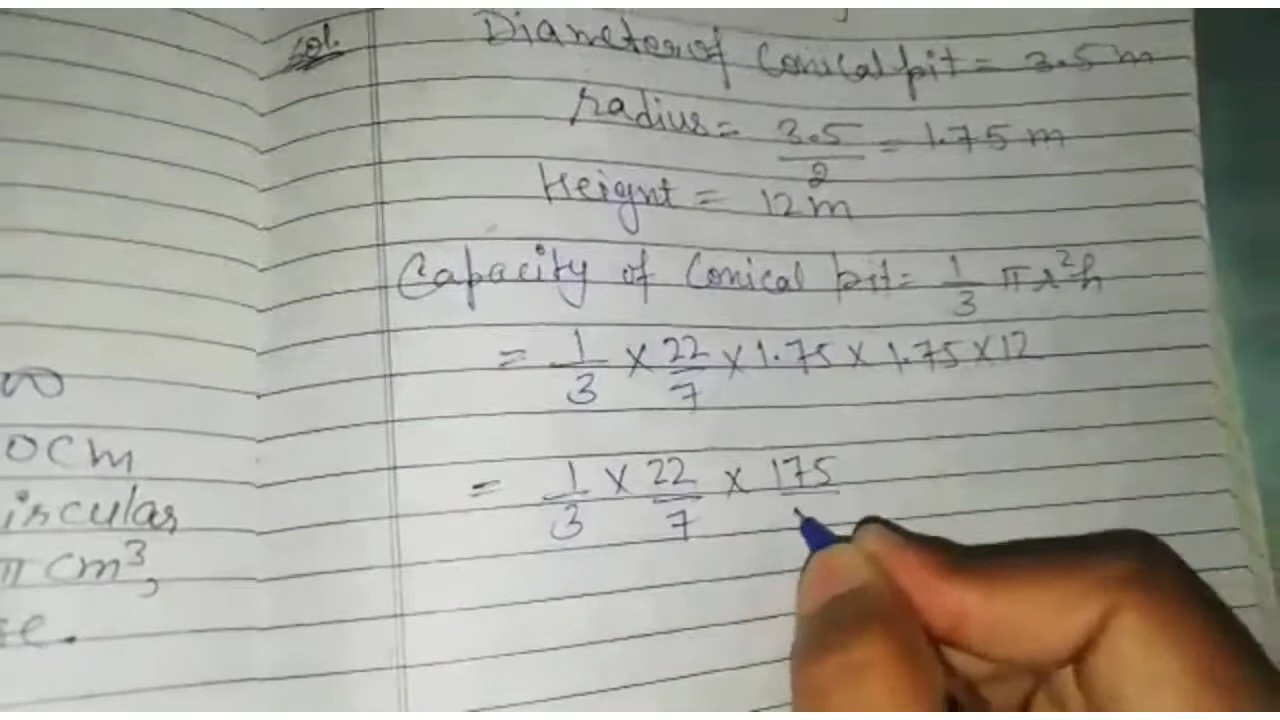 ocm
ircular
π cm³,
se.
Sol.
Diameter of Conical pit = 3.5 m
radius = 3.5/2 = 1.75 m
Height = 12m
Capacity of Conical pit = 1/3 πr²h
= 1/3 × 22/7 × 1.75 × 1.75 × 12
= 1/3 × 22/7 × 175